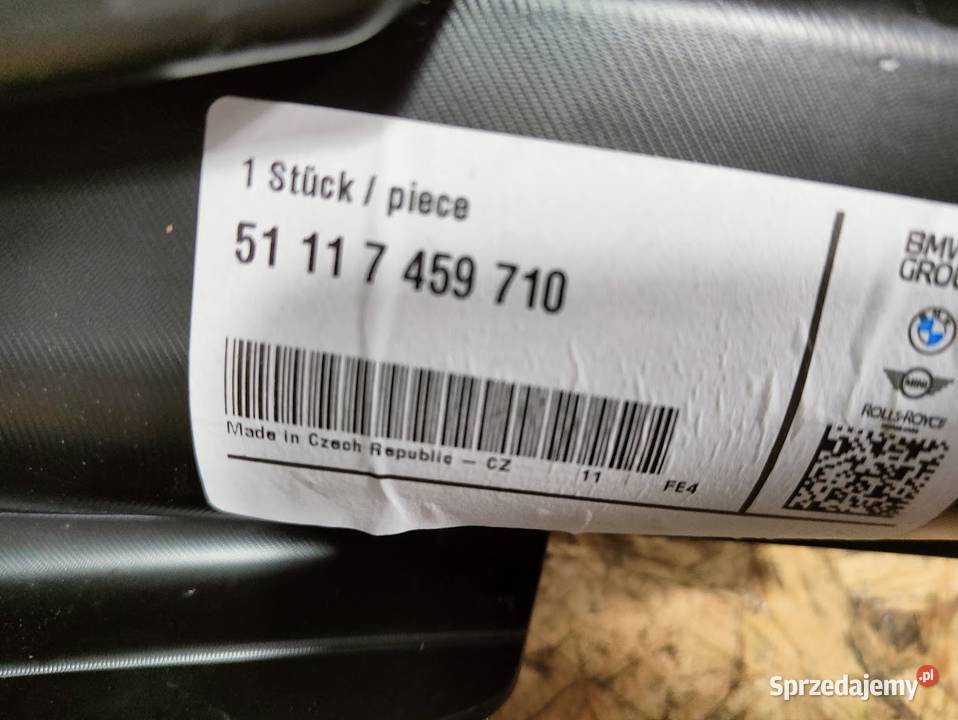 1 Stück / piece
51 11 7 459 710
Made in Czech Republic – CZ 11 FE4
BMW
GROU
MINI
ROLLS-ROYCE
Sprzedajemy.pl